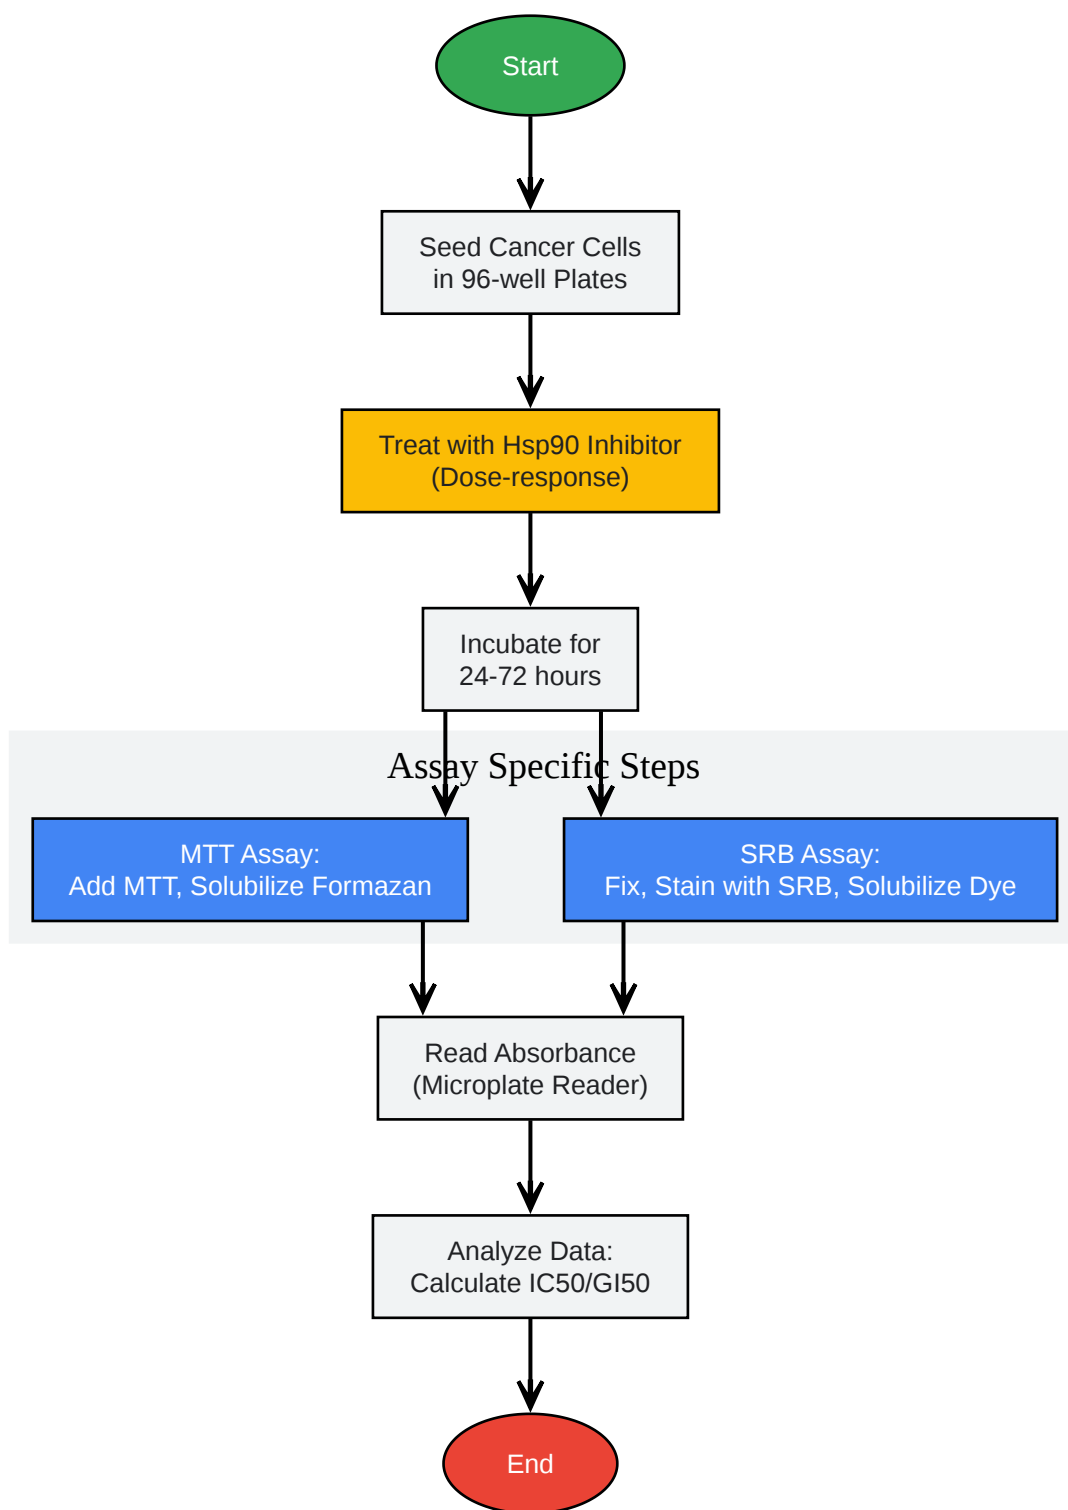 Start
Seed Cancer Cells
in 96-well Plates
Treat with Hsp90 Inhibitor
(Dose-response)
Incubate for
24-72 hours
Assay Specific Steps
MTT Assay:
Add MTT, Solubilize Formazan
SRB Assay:
Fix, Stain with SRB, Solubilize Dye
Read Absorbance
(Microplate Reader)
Analyze Data:
Calculate IC50/GI50
End